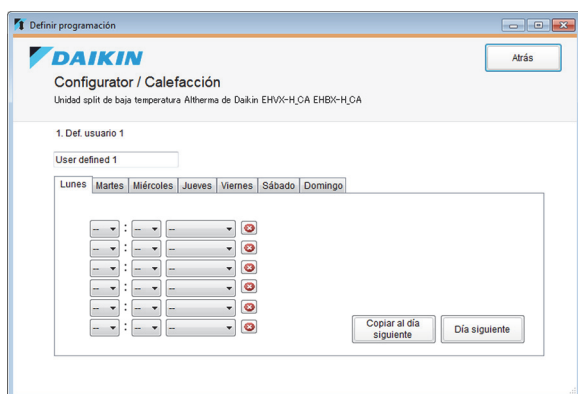 Definir programación
DAIKIN
Atrás
Configurator / Calefacción
Unidad split de baja temperatura Altherma de Daikin EHVX-H_CA EHBX-H_CA
1. Def. usuario 1
User defined 1
Lunes Martes Miércoles Jueves Viernes Sábado Domingo
-- : -- --
-- : -- --
-- : -- --
-- : -- --
-- : -- --
-- : -- --
Copiar al día
siguiente
Día siguiente